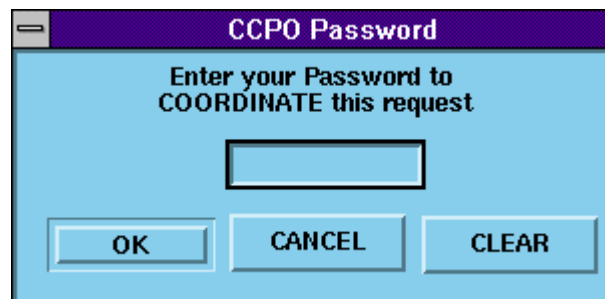 CCPO Password
Enter your Password to
COORDINATE this request
OK
CANCEL
CLEAR